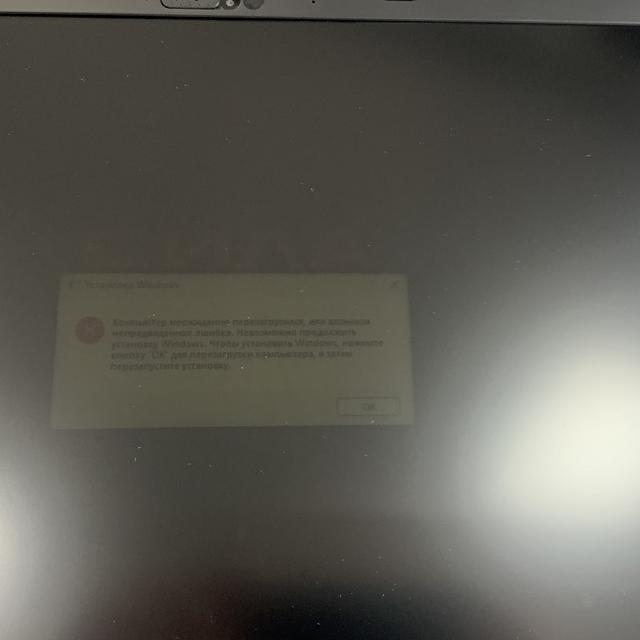 Установка Windows
Компьютер неожиданно перезагрузился, или возникла
непредвиденная ошибка. Невозможно продолжить
установку Windows. Чтобы установить Windows, нажмите
кнопку "ОК" для перезагрузки компьютера, а затем
перезапустите установку.
ОК